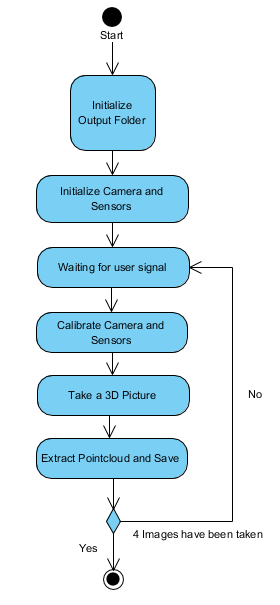 Start
Initialize
Output Folder
Initialize Camera and
Sensors
Waiting for user signal
Calibrate Camera and
Sensors
Take a 3D Picture
No
Extract Pointcloud and Save
4 Images have been taken
Yes